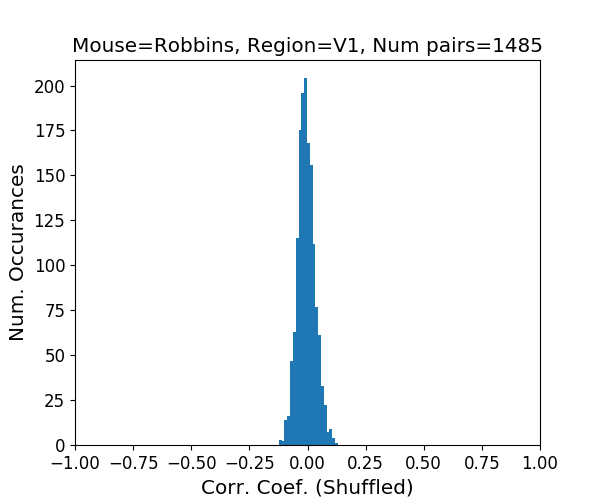 Mouse=Robbins, Region=V1, Num pairs=1485
200
175
150
125
100
75
50
25
0
Num. Occurances
−1.00 −0.75 −0.50 −0.25 0.00 0.25 0.50 0.75 1.00
Corr. Coef. (Shuffled)